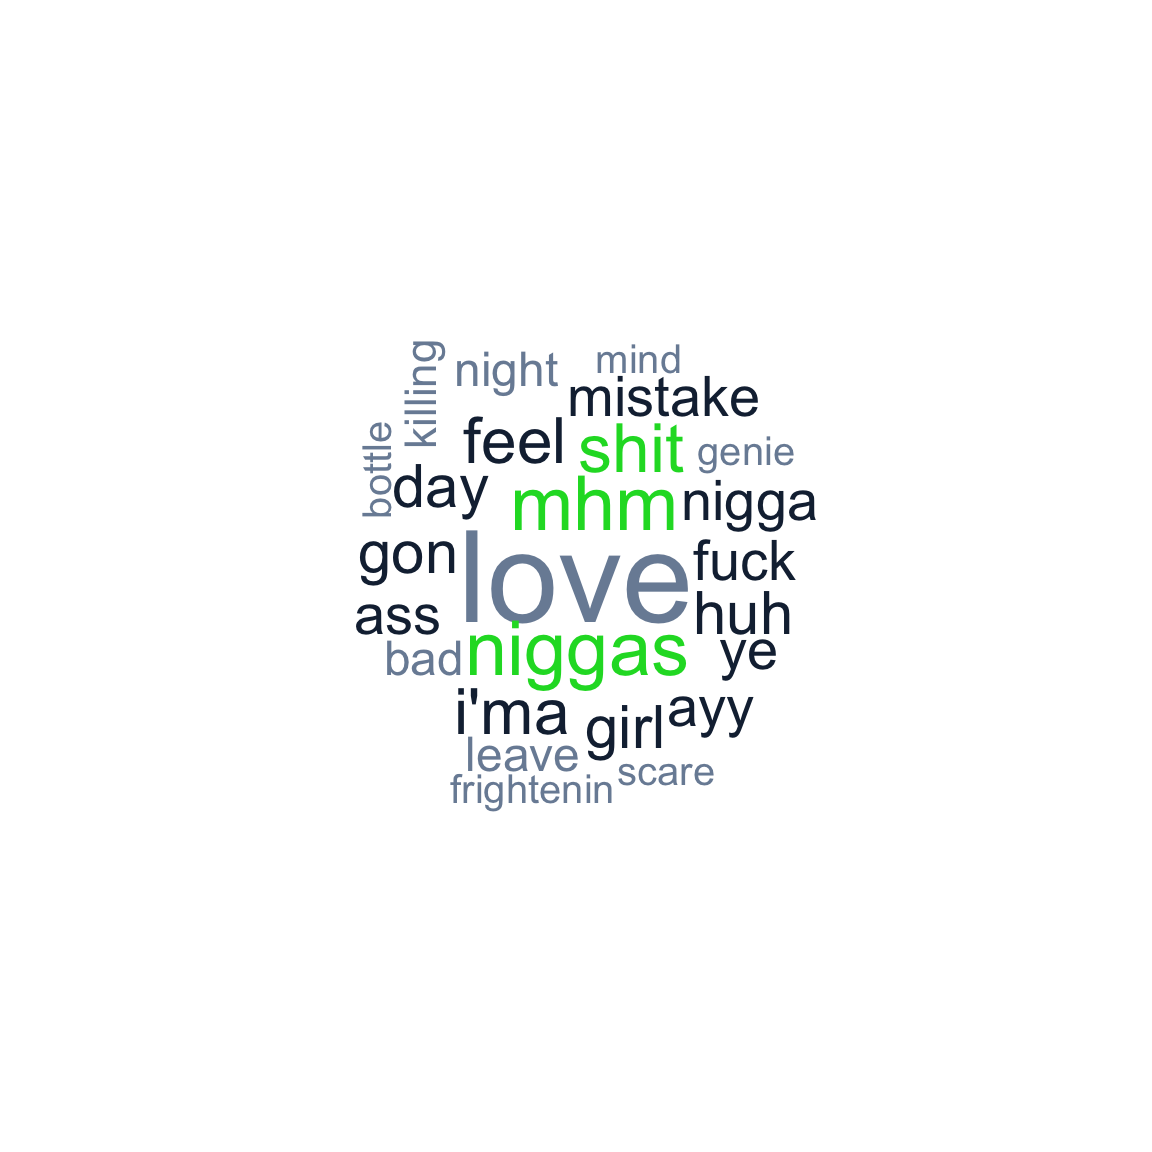 killing
night
mind
mistake
bottle
feel
shit
genie
day
mhm
nigga
gon
love
fuck
ass
huh
bad
niggas
ye
i'ma
girl
ayy
leave
scare
frightenin